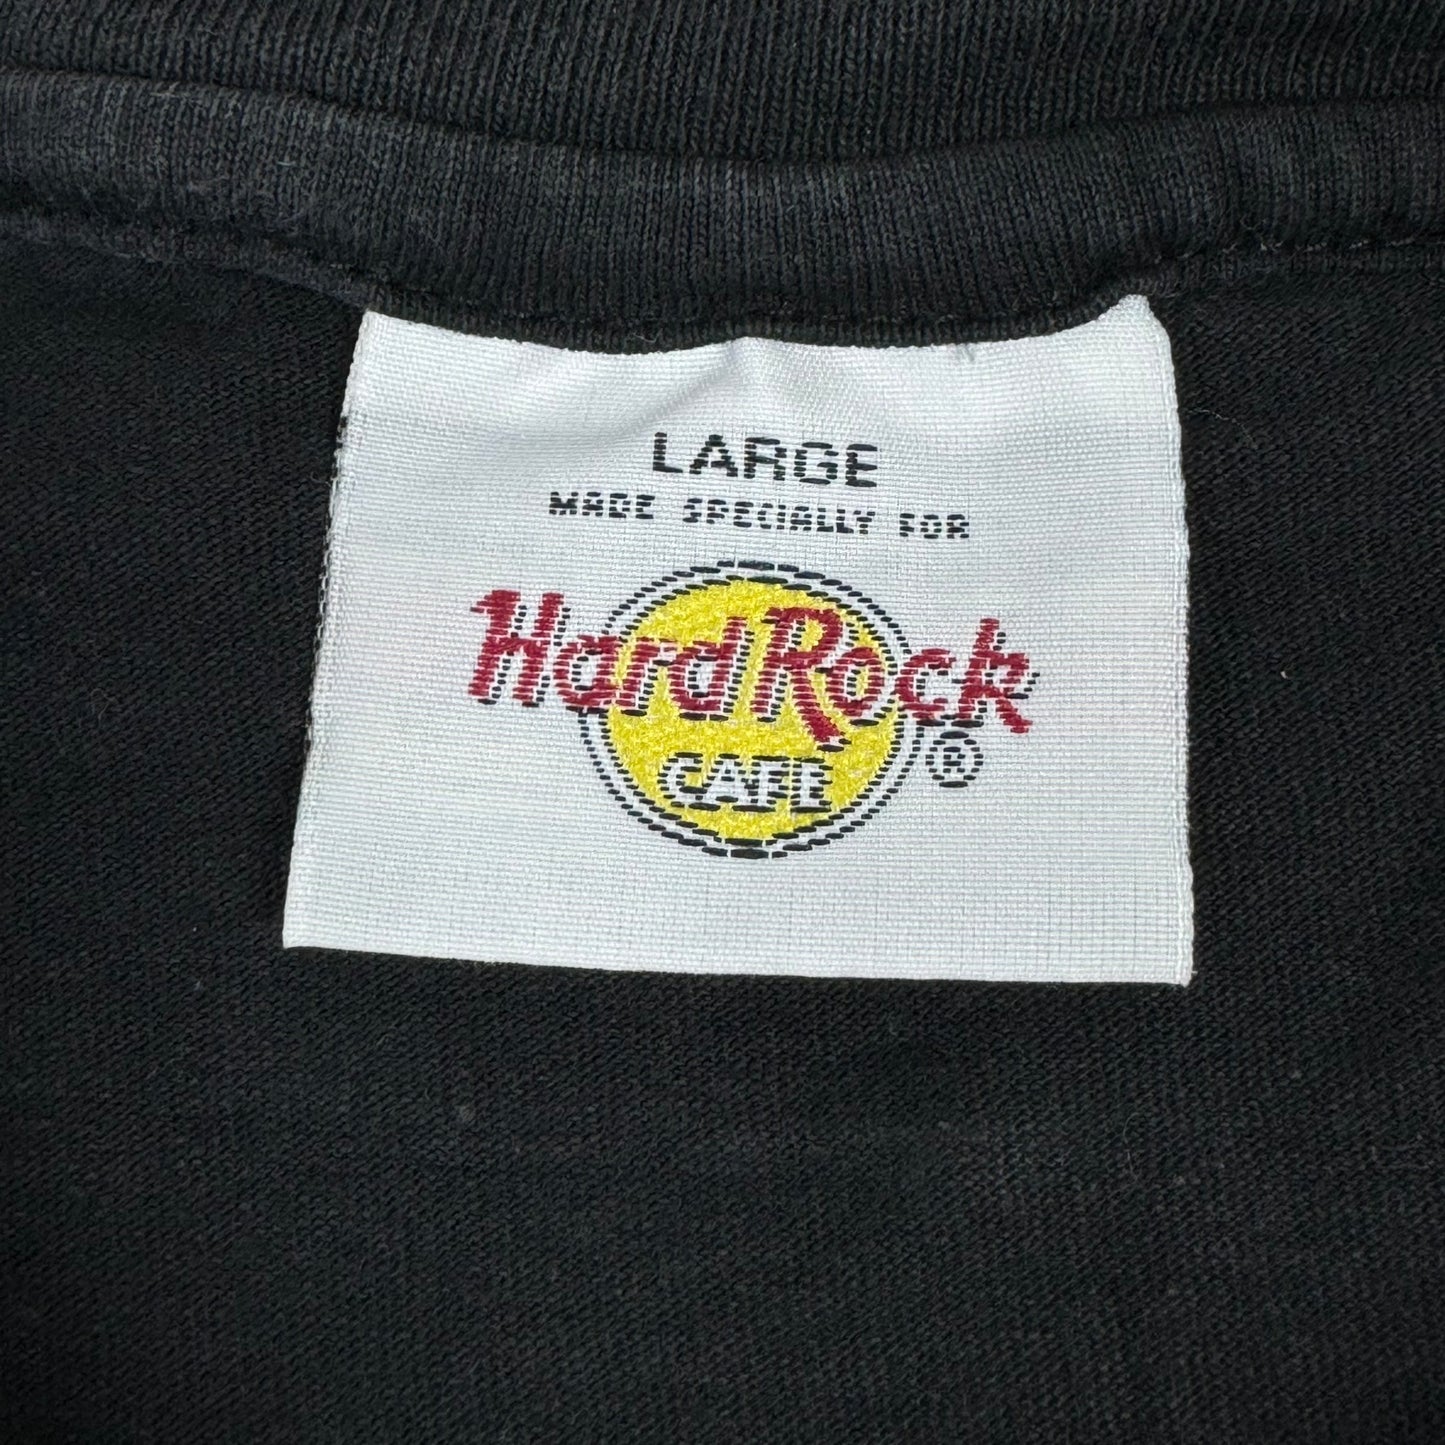 LARGE
MADE SPECIALLY FOR
Hard Rock
CAFE
®